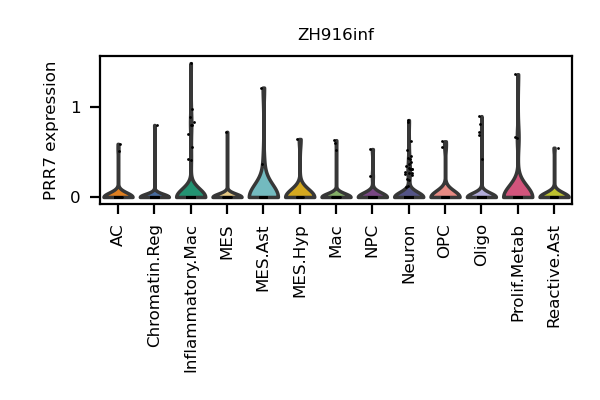 ZH916inf
PRR7 expression
1
0
AC
Chromatin.Reg
Inflammatory.Mac
MES
MES.Ast
MES.Hyp
Mac
NPC
Neuron
OPC
Oligo
Prolif.Metab
Reactive.Ast